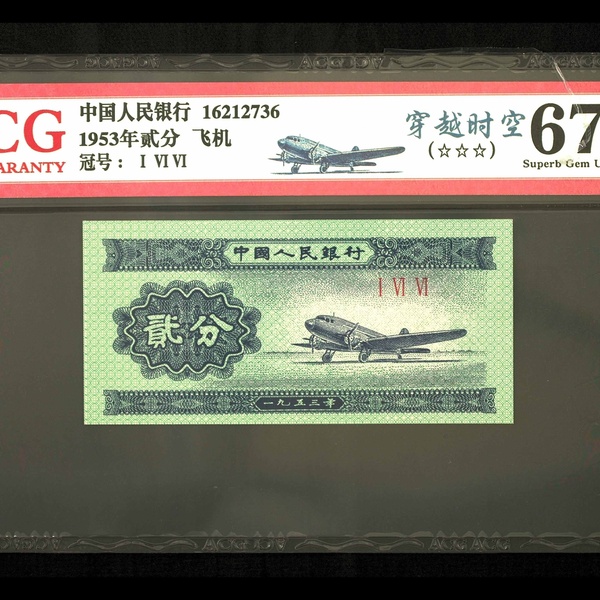 CG
ARANTY
中国人民银行 16212736
1953年贰分 飞机
冠号： I VI VI
穿越时空
(☆☆☆)
67
Superb Gem U
中國人民銀行
I VI VI
貳分
一九五三年